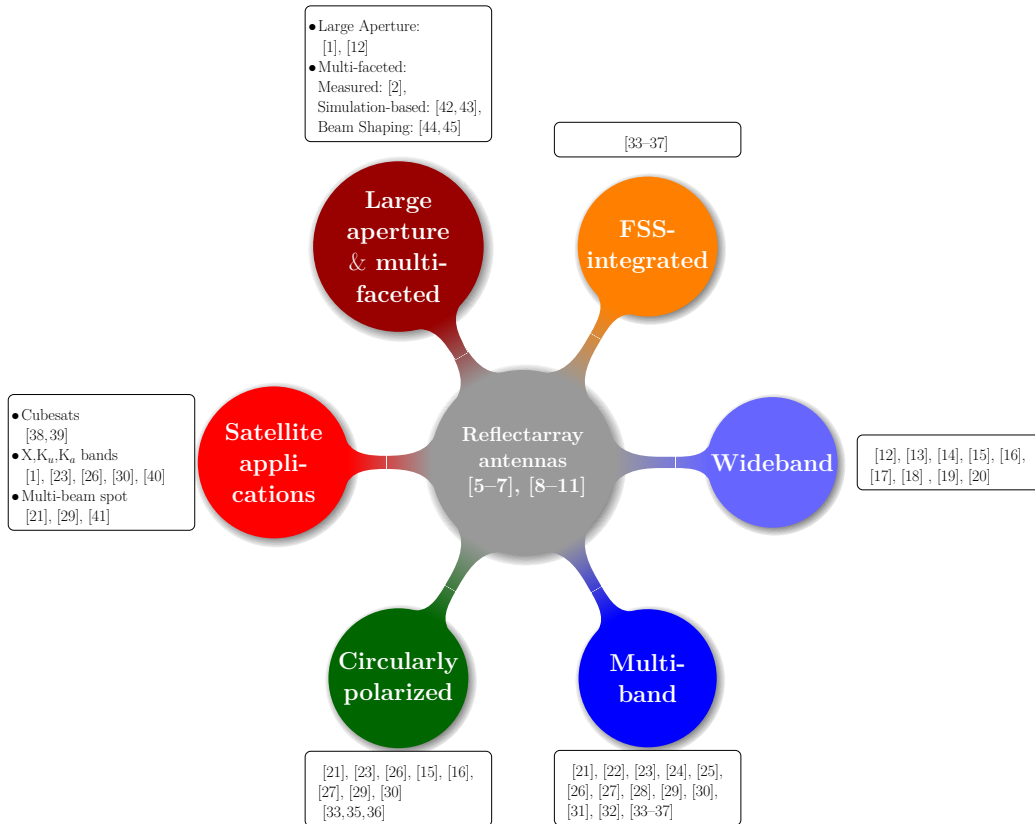 ● Large Aperture:
[1], [12]
● Multi-faceted:
Measured: [2],
Simulation-based: [42,43],
Beam Shaping: [44,45]
[33–37]
Large
aperture
& multi-
faceted
FSS-
integrated
● Cubesats
[38,39]
● X,Kᵤ,Kₐ bands
[1], [23], [26], [30], [40]
● Multi-beam spot
[21], [29], [41]
Satellite
appli-
cations
Reflectarray
antennas
[5–7], [8–11]
Wideband
[12], [13], [14], [15], [16],
[17], [18] , [19], [20]
Circularly
polarized
Multi-
band
[21], [23], [26], [15], [16],
[27], [29], [30]
[33,35,36]
[21], [22], [23], [24], [25],
[26], [27], [28], [29], [30],
[31], [32], [33–37]